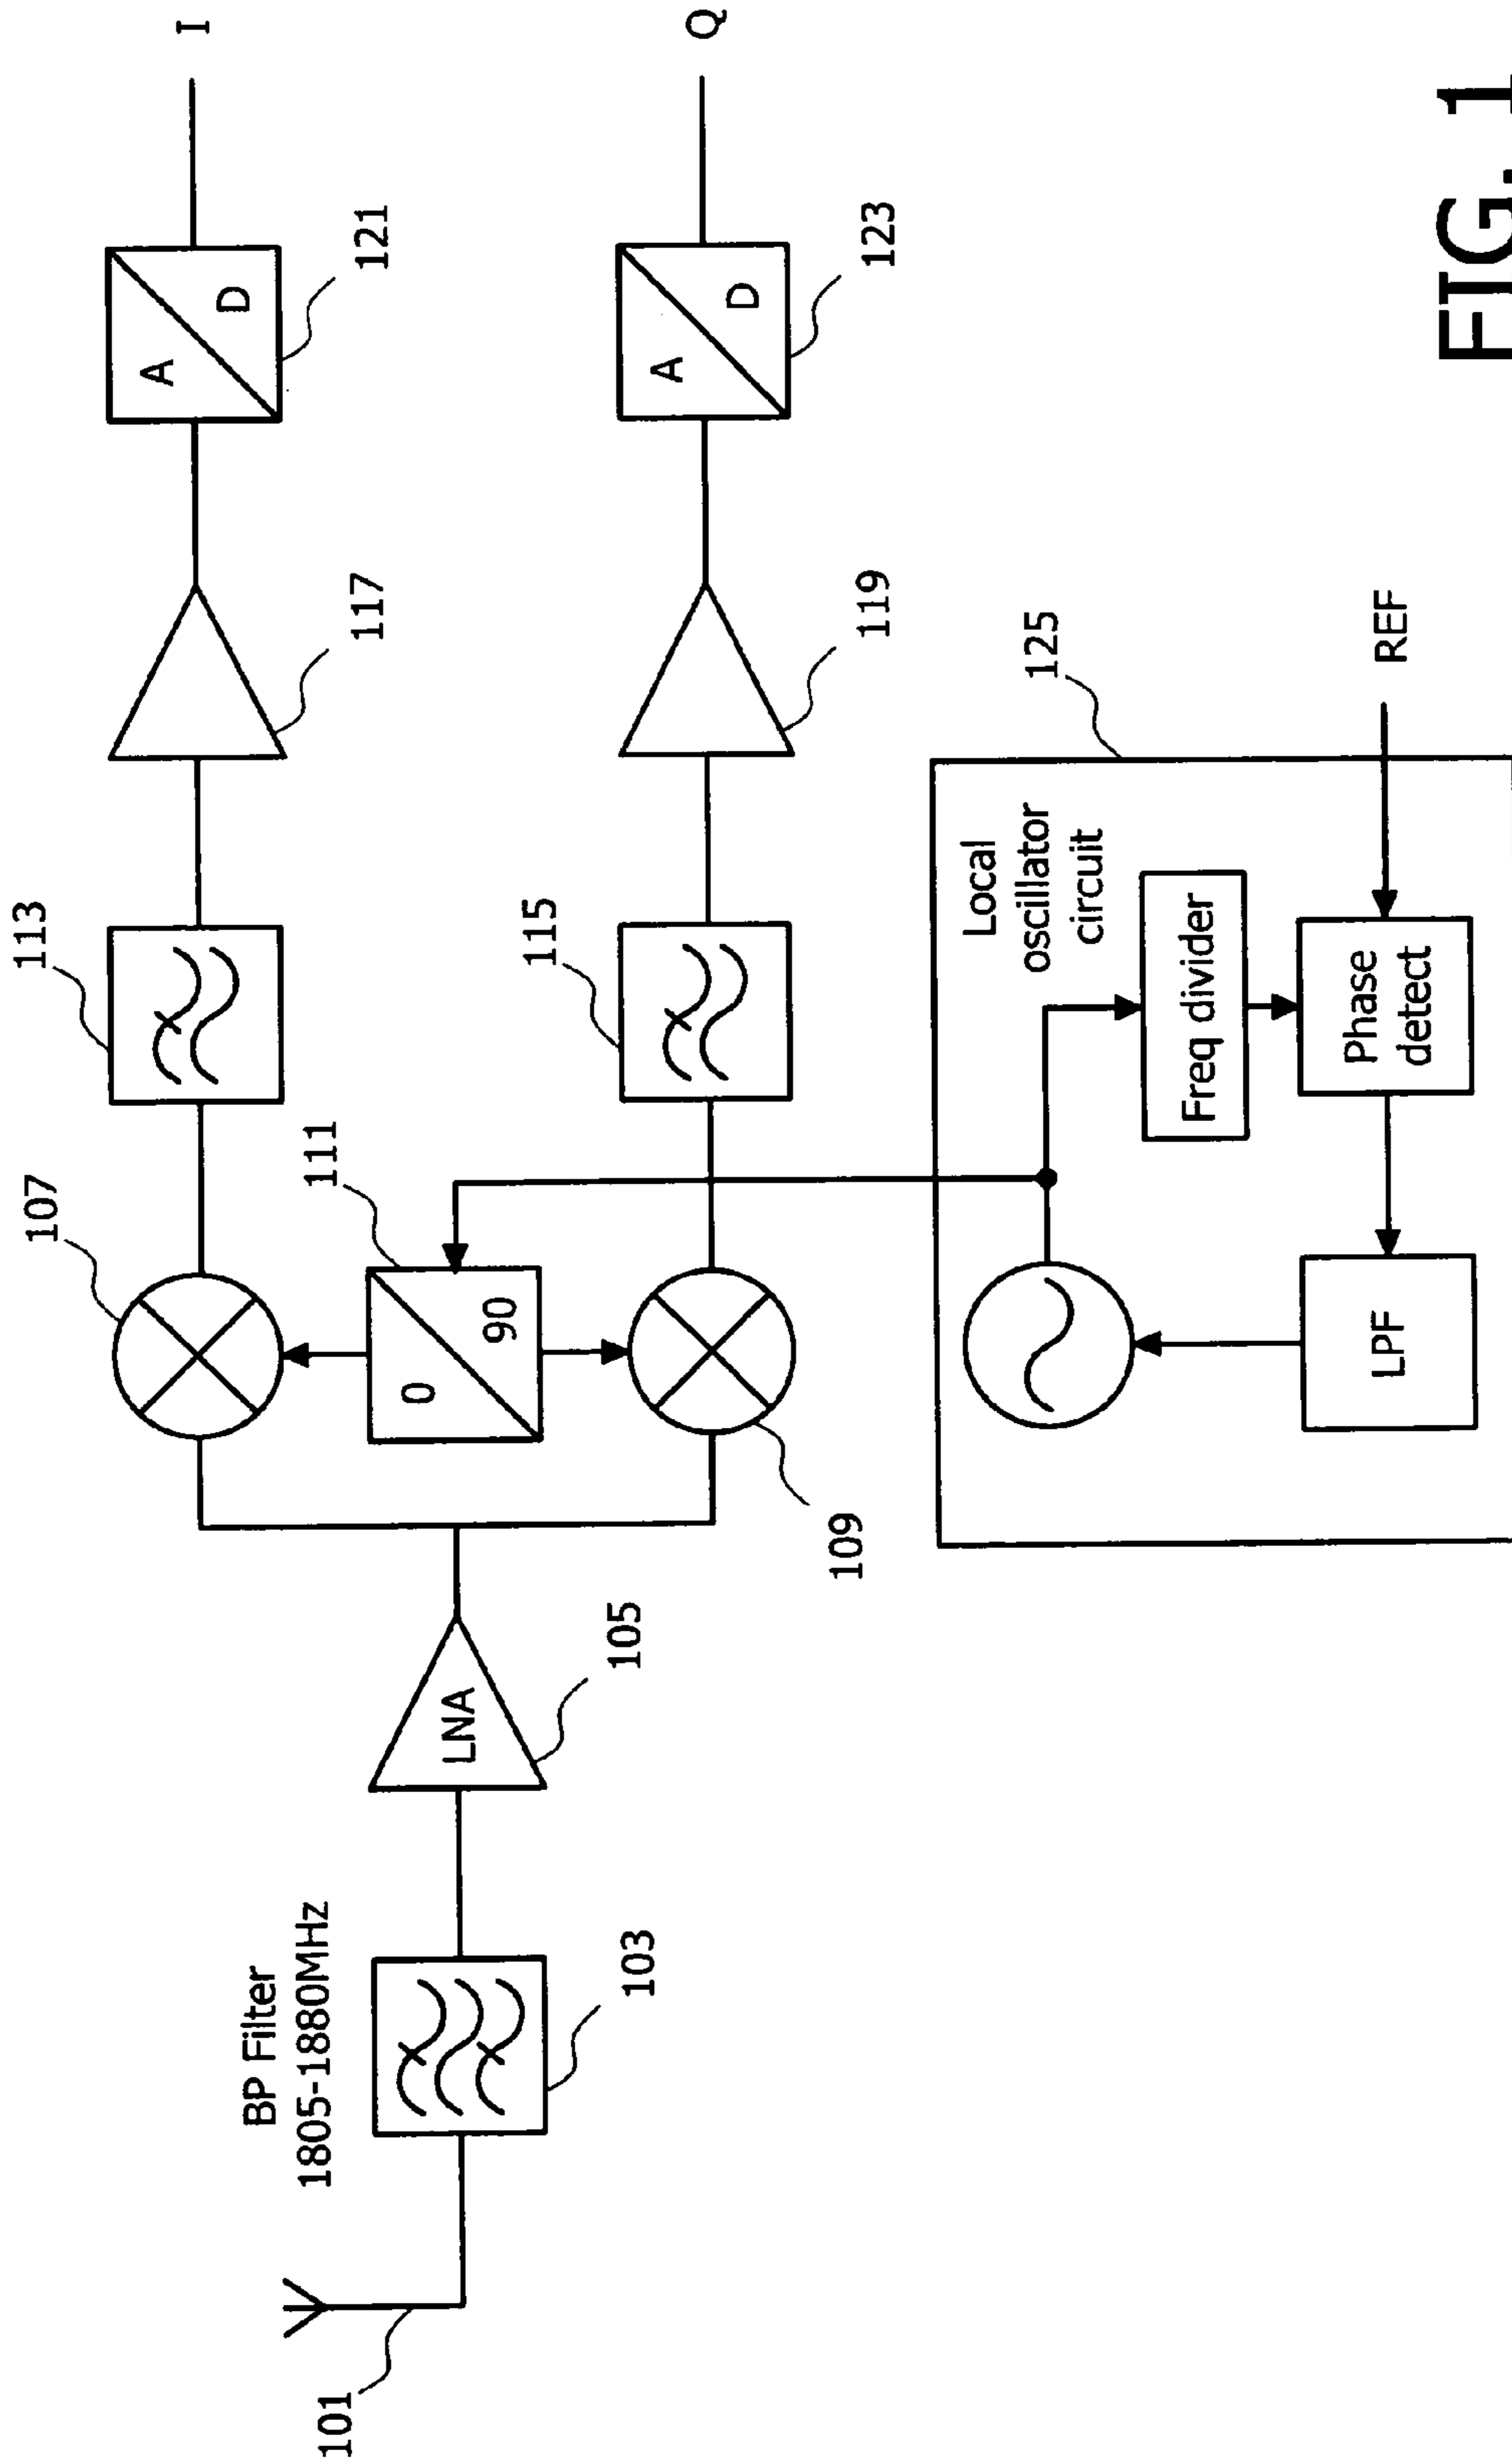 I
Q
A
D
121
A
D
123
117
119
113
115
107
111
0
90
109
LNA
105
BP Filter
1805-1880MHz
103
101
125
REF
Local
oscillator
circuit
Freq divider
Phase
detect
LPF
FIG. 1